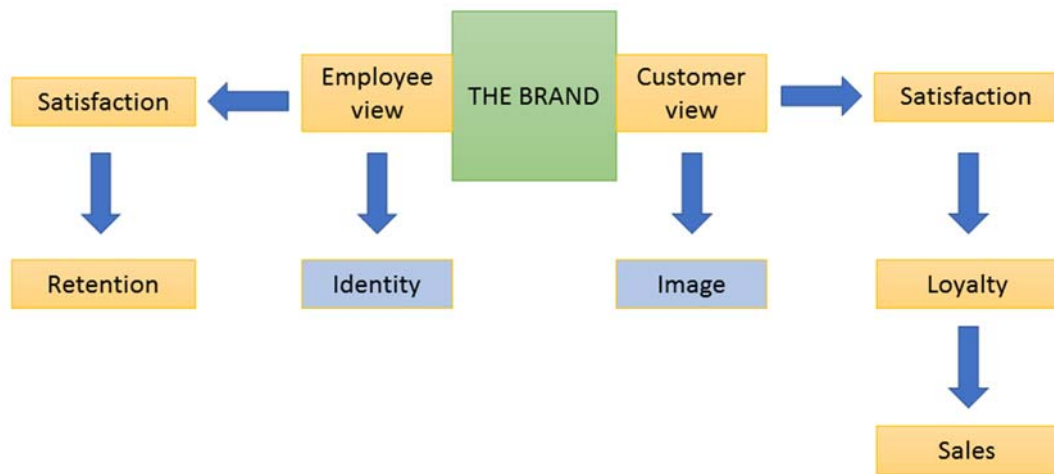 Satisfaction
Employee
view
THE BRAND
Customer
view
Satisfaction
Retention
Identity
Image
Loyalty
Sales